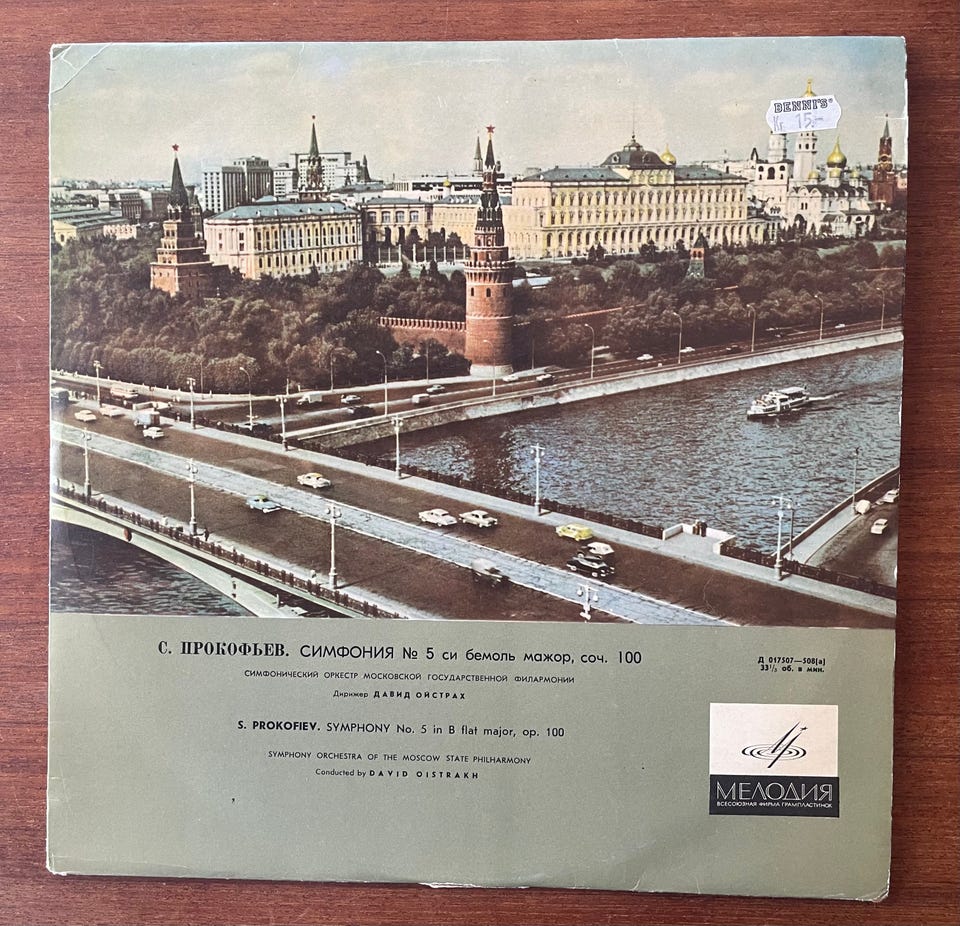 BENNI'S
Kr. 15.-
С. ПРОКОФЬЕВ. СИМФОНИЯ № 5 си бемоль мажор, соч. 100
СИМФОНИЧЕСКИЙ ОРКЕСТР МОСКОВСКОЙ ГОСУДАРСТВЕННОЙ ФИЛАРМОНИИ
Дирижер ДАВИД ОЙСТРАХ
S. PROKOFIEV. SYMPHONY No. 5 in B flat major, op. 100
SYMPHONY ORCHESTRA OF THE MOSCOW STATE PHILHARMONY
Conducted by DAVID OISTRAKH
Д 017507—508(а)
33⅓ об. в мин.
МЕЛОДИЯ
ВСЕСОЮЗНАЯ ФИРМА ГРАМПЛАСТИНОК